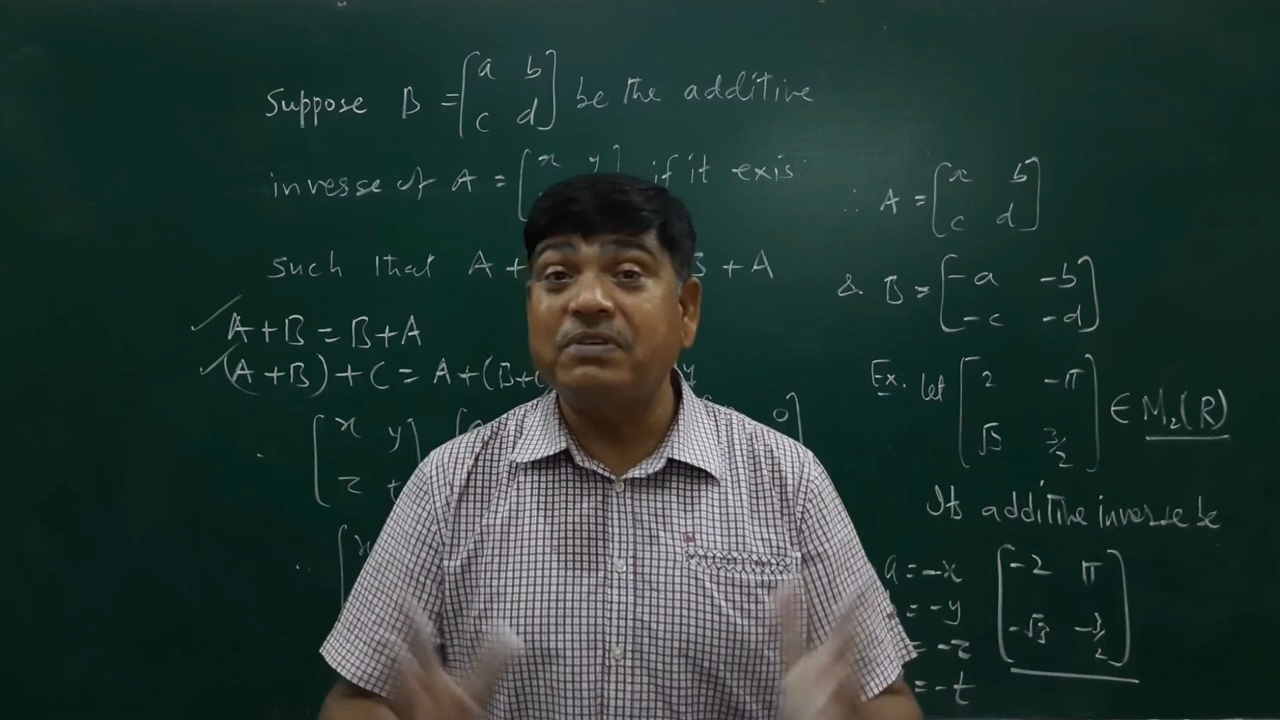 Suppose B = [a b
c d] be the additive
inverse of A = [x y if it exis
such that A + + A
✓ A + B = B + A
✓ (A + B) + C = A + (B + C y
[x y
z t 0
∴ A = [a b
c d]
& B = [-a -b
-c -d]
Ex. let [2 -π
√3 3/2] ∈ M₂(R)
Its additive inverse be
[-2 π
-√3 -3/2]
a = -x
= -y
= -z
= -t